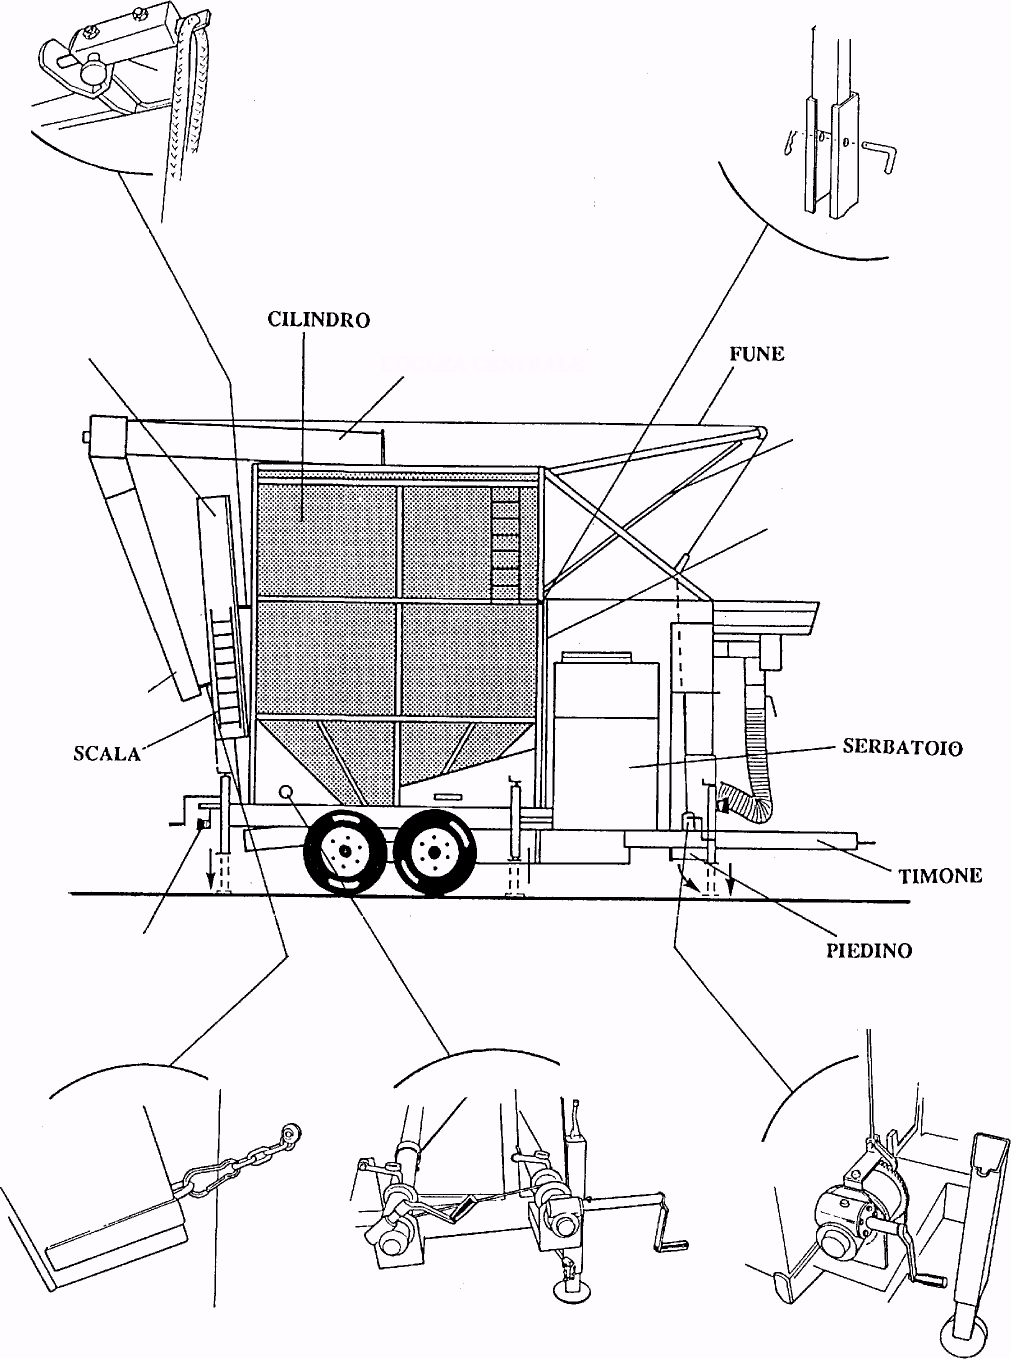 CILINDRO
FUNE
SCALA
SERBATOIO
TIMONE
PIEDINO